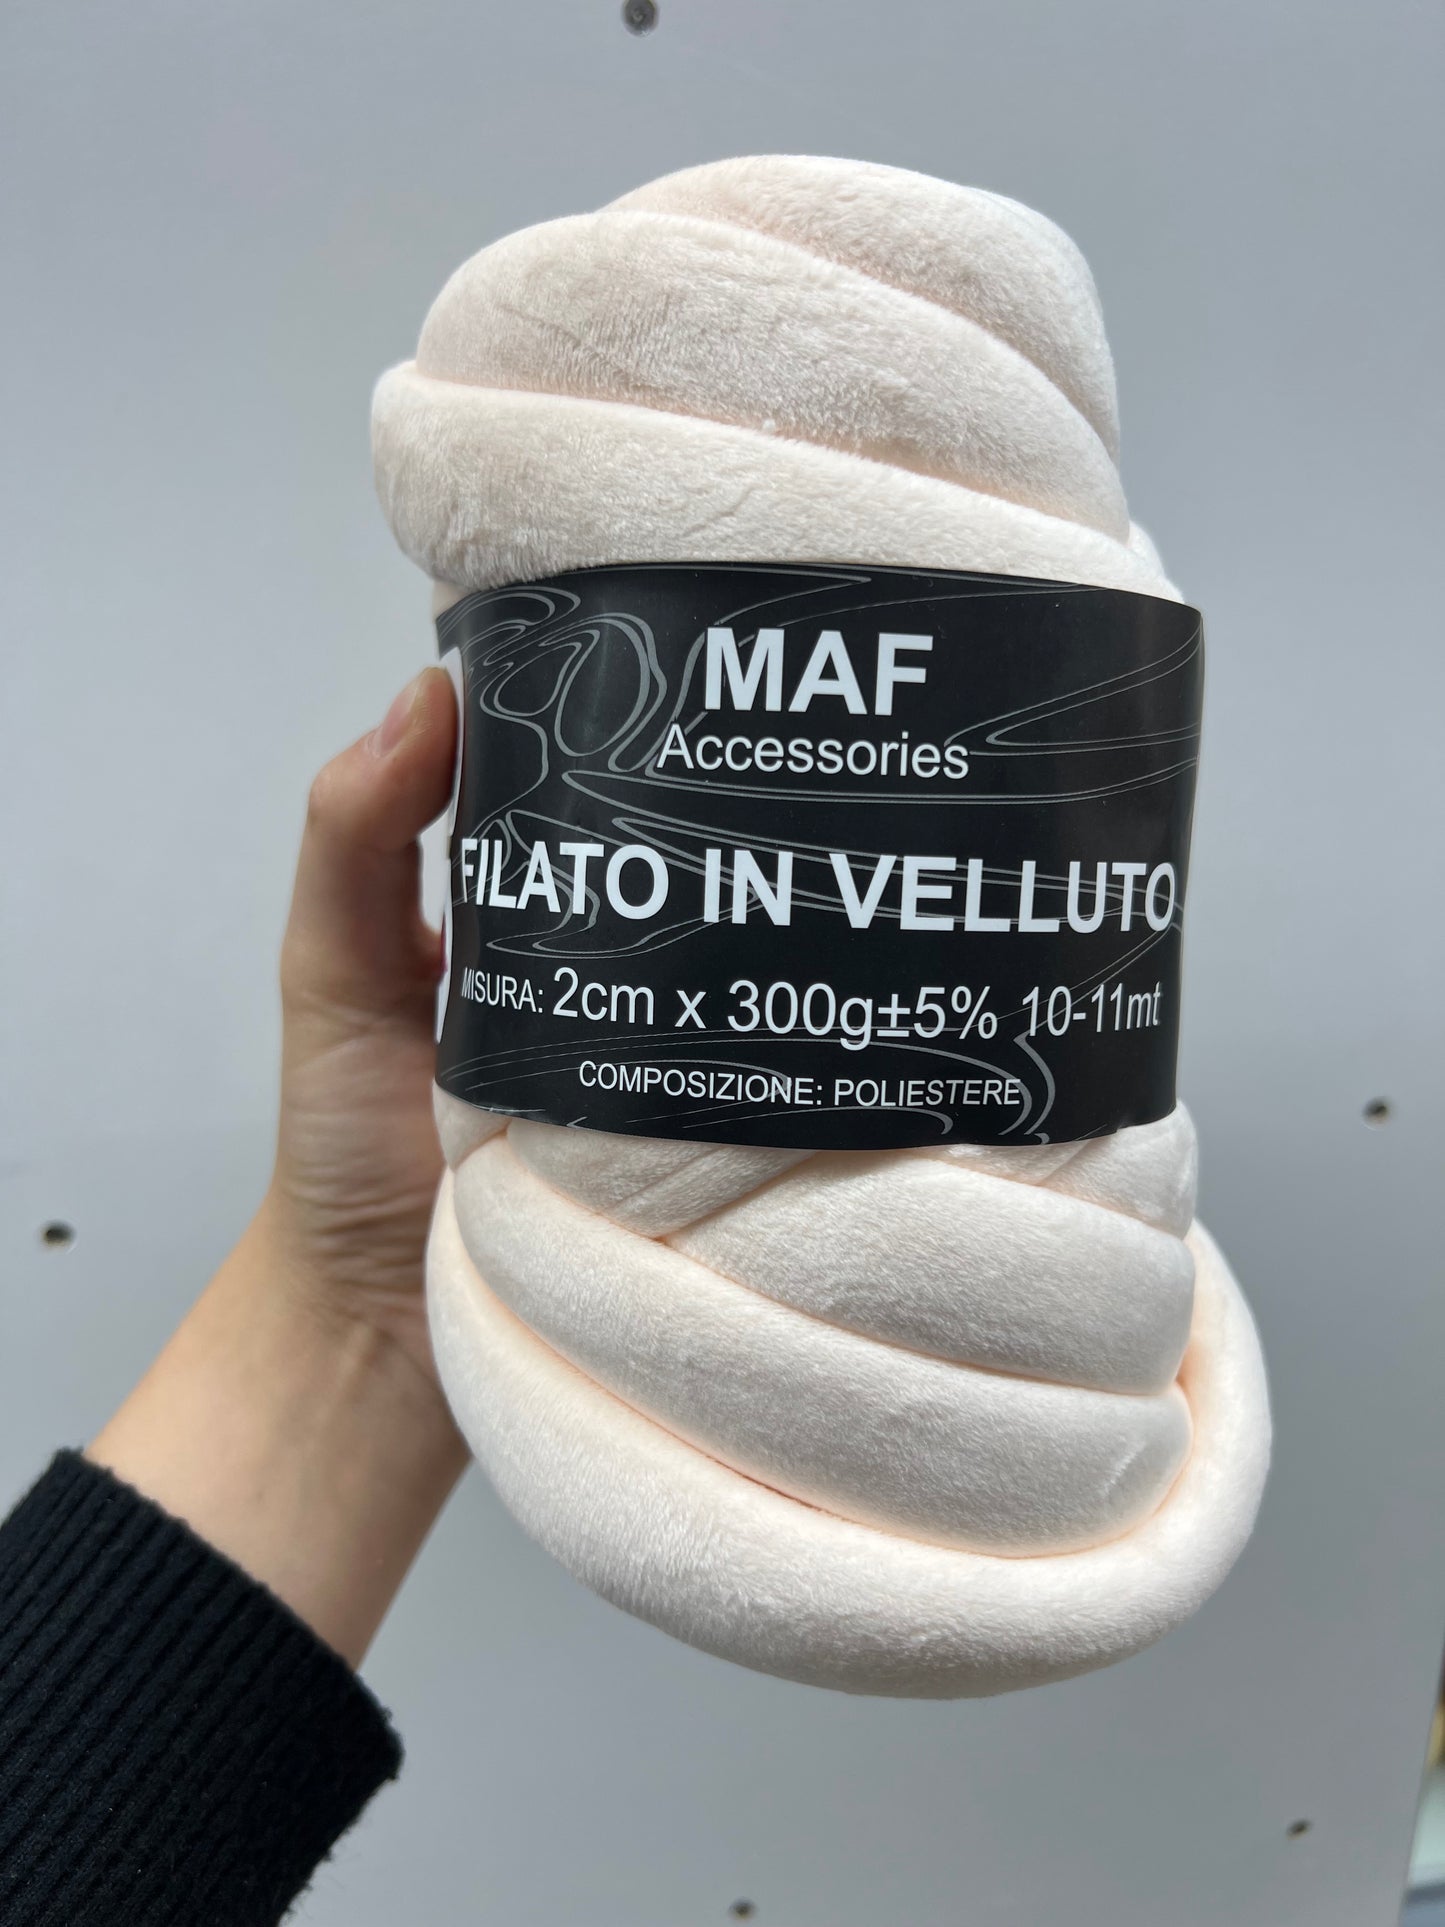 MAF
Accessories
FILATO IN VELLUTO
MISURA: 2cm x 300g±5% 10-11mt
COMPOSIZIONE: POLIESTERE